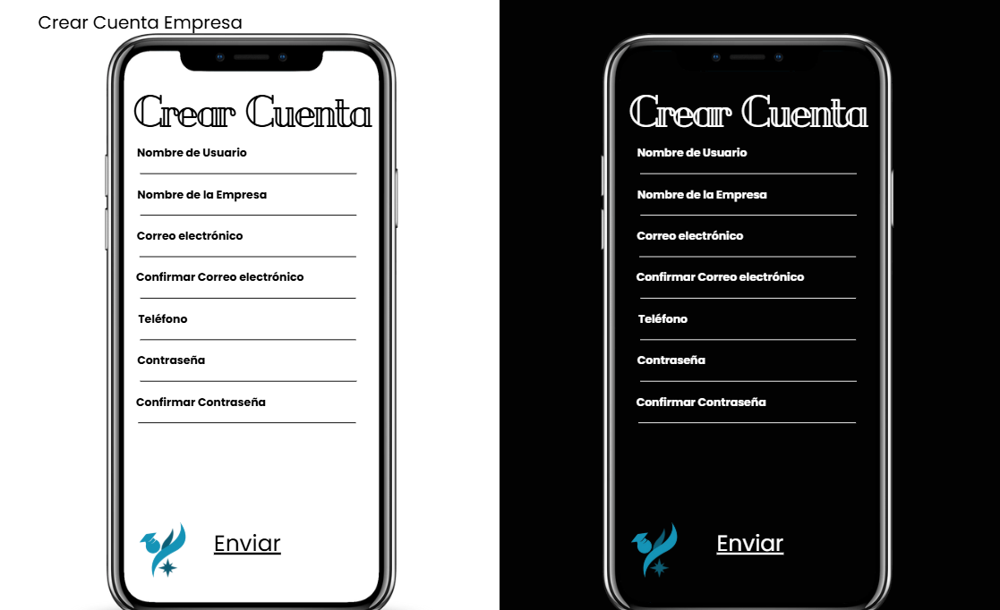 Crear Cuenta Empresa
Crear Cuenta
Nombre de Usuario
Nombre de la Empresa
Correo electrónico
Confirmar Correo electrónico
Teléfono
Contraseña
Confirmar Contraseña
Enviar
Crear Cuenta
Nombre de Usuario
Nombre de la Empresa
Correo electrónico
Confirmar Correo electrónico
Teléfono
Contraseña
Confirmar Contraseña
Enviar